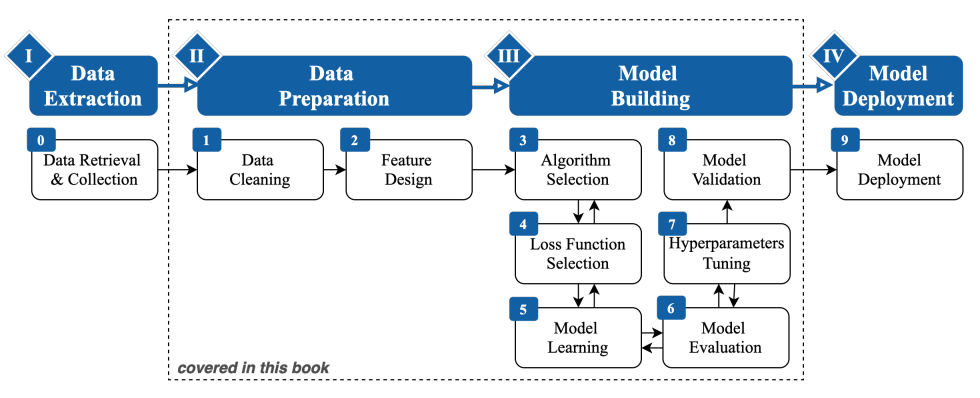 I
Data
Extraction
II
Data
Preparation
III
Model
Building
IV
Model
Deployment
0
Data Retrieval
& Collection
1
Data
Cleaning
2
Feature
Design
3
Algorithm
Selection
8
Model
Validation
9
Model
Deployment
4
Loss Function
Selection
7
Hyperparameters
Tuning
5
Model
Learning
6
Model
Evaluation
covered in this book